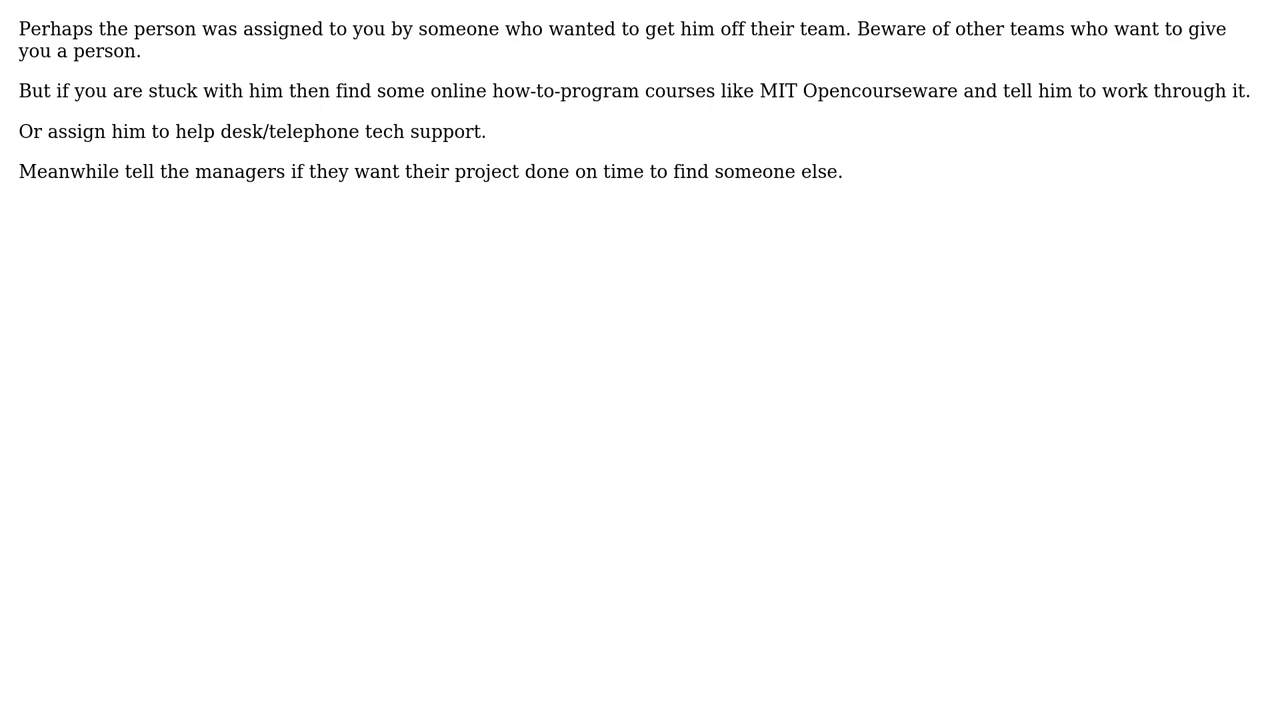 Perhaps the person was assigned to you by someone who wanted to get him off their team. Beware of other teams who want to give
you a person.
But if you are stuck with him then find some online how-to-program courses like MIT Opencourseware and tell him to work through it.
Or assign him to help desk/telephone tech support.
Meanwhile tell the managers if they want their project done on time to find someone else.